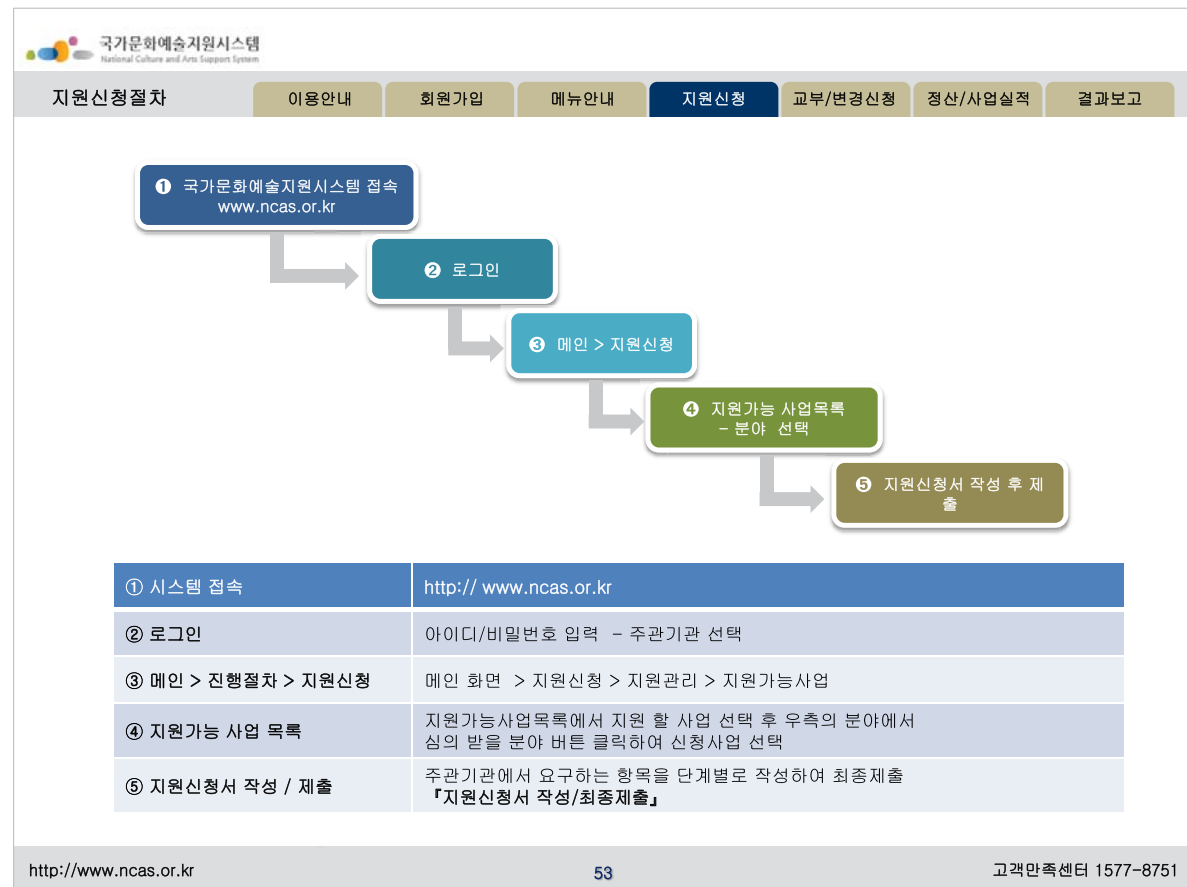 국가문화예술지원시스템
National Culture and Arts Support System
지원신청절차
이용안내
회원가입
메뉴안내
지원신청
교부/변경신청
정산/사업실적
결과보고
❶ 국가문화예술지원시스템 접속
www.ncas.or.kr
❷ 로그인
❸ 메인 > 지원신청
❹ 지원가능 사업목록
- 분야 선택
❺ 지원신청서 작성 후 제
출
① 시스템 접속
http:// www.ncas.or.kr
② 로그인
아이디/비밀번호 입력 - 주관기관 선택
③ 메인 > 진행절차 > 지원신청
메인 화면 > 지원신청 > 지원관리 > 지원가능사업
④ 지원가능 사업 목록
지원가능사업목록에서 지원 할 사업 선택 후 우측의 분야에서
심의 받을 분야 버튼 클릭하여 신청사업 선택
⑤ 지원신청서 작성 / 제출
주관기관에서 요구하는 항목을 단계별로 작성하여 최종제출
『지원신청서 작성/최종제출』
http://www.ncas.or.kr
53
고객만족센터 1577-8751